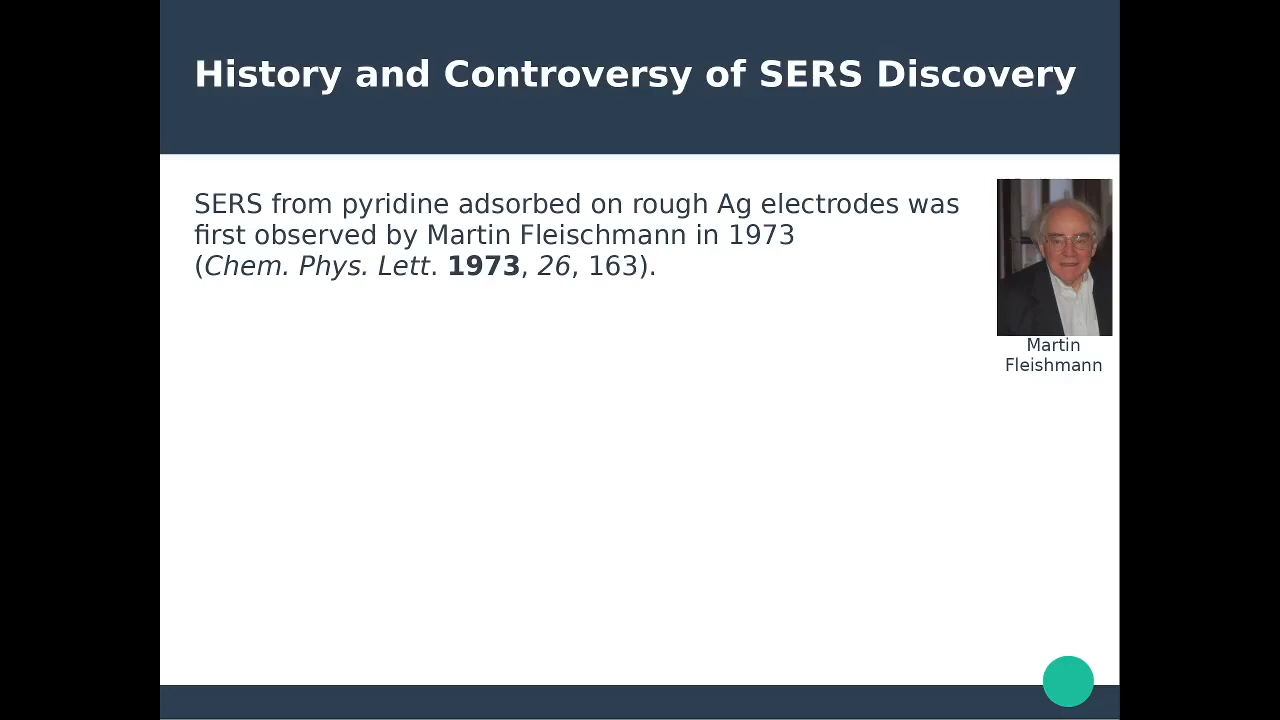 History and Controversy of SERS Discovery
SERS from pyridine adsorbed on rough Ag electrodes was
first observed by Martin Fleischmann in 1973
(Chem. Phys. Lett. 1973, 26, 163).
Martin
Fleishmann